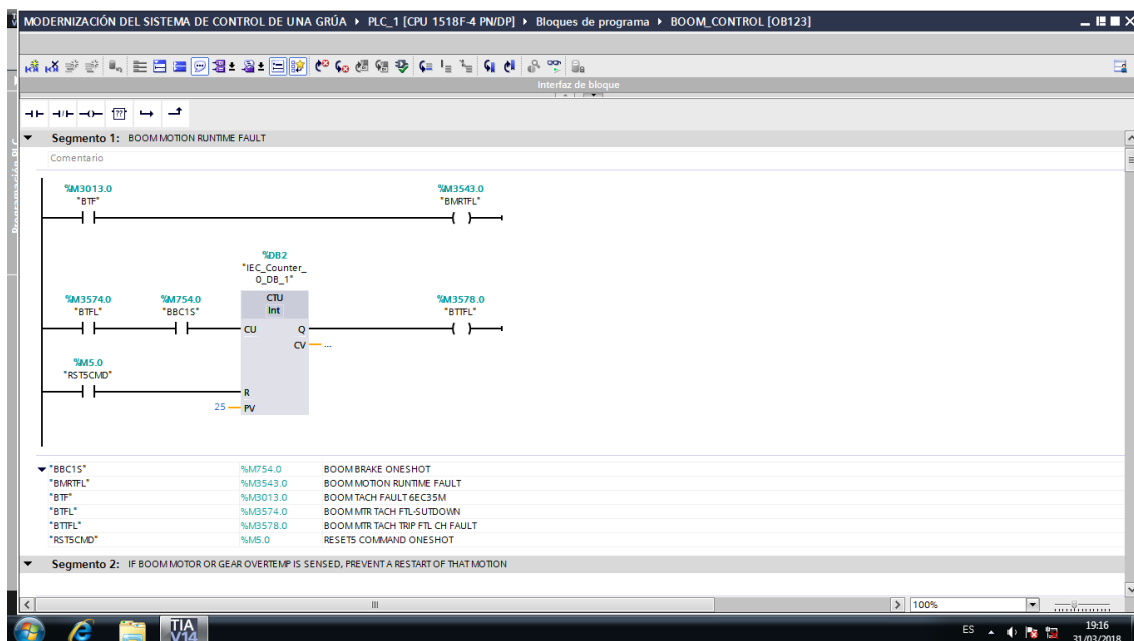 MODERNIZACIÓN DEL SISTEMA DE CONTROL DE UNA GRÚA ▸ PLC_1 [CPU 1518F-4 PN/DP] ▸ Bloques de programa ▸ BOOM_CONTROL [OB123]
Interfaz de bloque
Programación PLC
Segmento 1: BOOM MOTION RUNTIME FAULT
Comentario
%M3013.0 %M3543.0
"BTF" "BMRTFL"
%DB2
"IEC_Counter_
0_DB_1"
%M3574.0 %M754.0 CTU %M3578.0
"BTFL" "BBC1S" Int "BTTFL"
CU Q
CV ...
%M5.0
"RST5CMD"
R
25 PV
"BBC1S" %M754.0 BOOM BRAKE ONESHOT
"BMRTFL" %M3543.0 BOOM MOTION RUNTIME FAULT
"BTF" %M3013.0 BOOM TACH FAULT 6EC35M
"BTFL" %M3574.0 BOOM MTR TACH FTL-SUTDOWN
"BTTFL" %M3578.0 BOOM MTR TACH TRIP FTL CH FAULT
"RST5CMD" %M5.0 RESET5 COMMAND ONESHOT
Segmento 2: IF BOOM MOTOR OR GEAR OVERTEMP IS SENSED, PREVENT A RESTART OF THAT MOTION
100%
TIA
V14
ES 19:16
31/03/2018